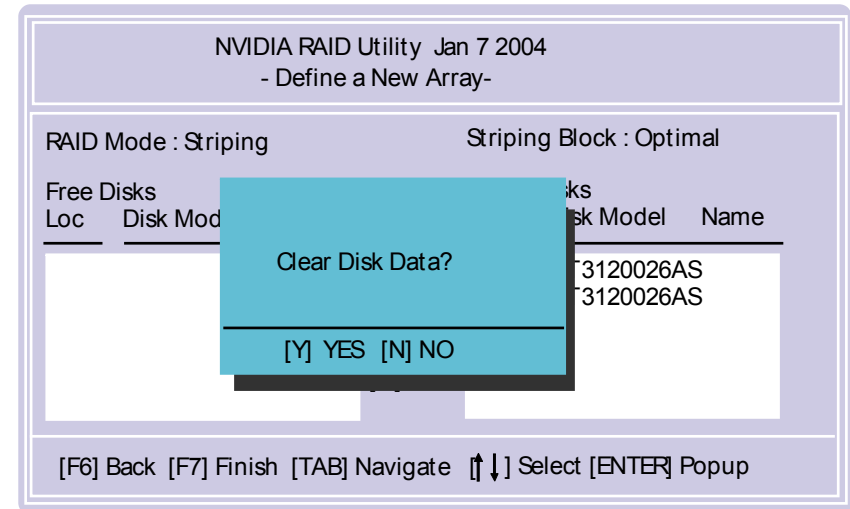 NVIDIA RAID Utility Jan 7 2004
- Define a New Array-
RAID Mode : Striping
Striping Block : Optimal
Free Disks
Loc Disk Mod
sk Model Name
Clear Disk Data?
[Y] YES [N] NO
T3120026AS
T3120026AS
[F6] Back [F7] Finish [TAB] Navigate [↑↓] Select [ENTER] Popup